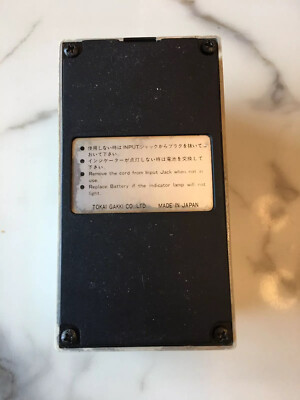 ● 使用しない時はINPUTジャックからプラグを抜いて
おいて下さい。
● インジケーターが点灯しない時は電池を交換して
下さい。
● Remove the cord from Input Jack when not in
use.
● Replace Battery if the indicator lamp will not
light.
TOKAI GAKKI CO., LTD. MADE IN JAPAN